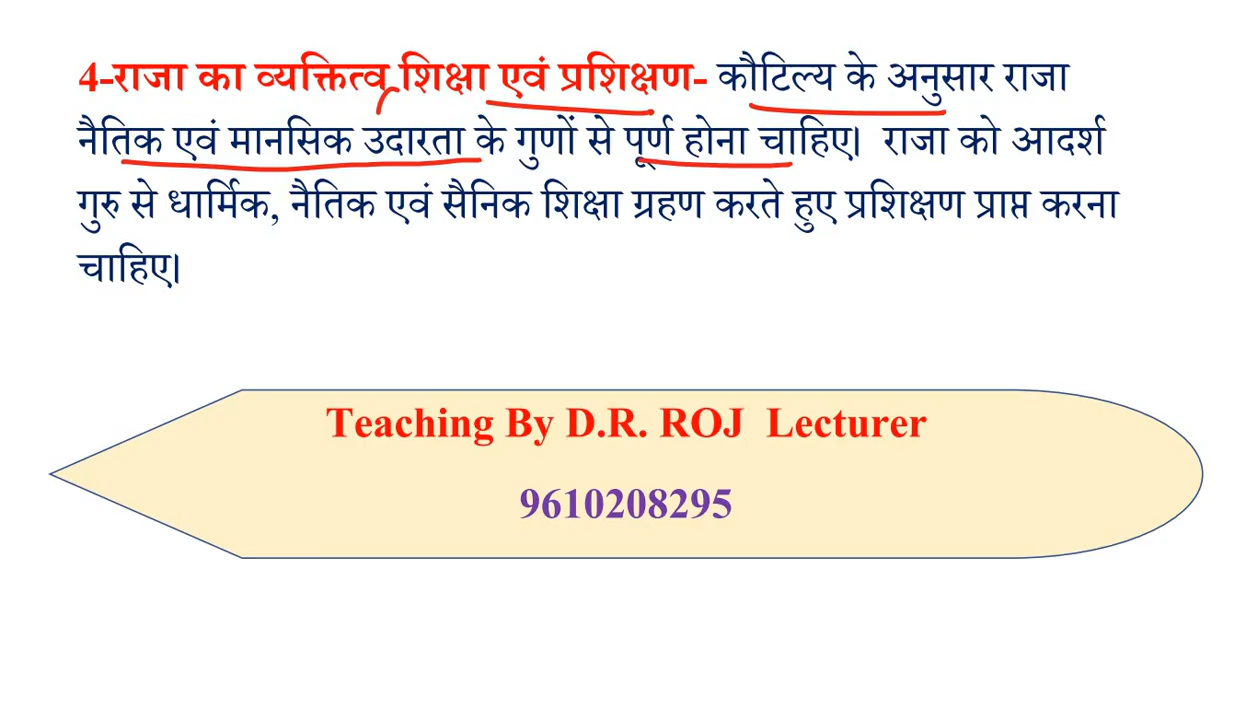 4-राजा का व्यक्तित्व शिक्षा एवं प्रशिक्षण- कौटिल्य के अनुसार राजा
नैतिक एवं मानसिक उदारता के गुणों से पूर्ण होना चाहिए। राजा को आदर्श
गुरु से धार्मिक, नैतिक एवं सैनिक शिक्षा ग्रहण करते हुए प्रशिक्षण प्राप्त करना
चाहिए।
Teaching By D.R. ROJ Lecturer
9610208295